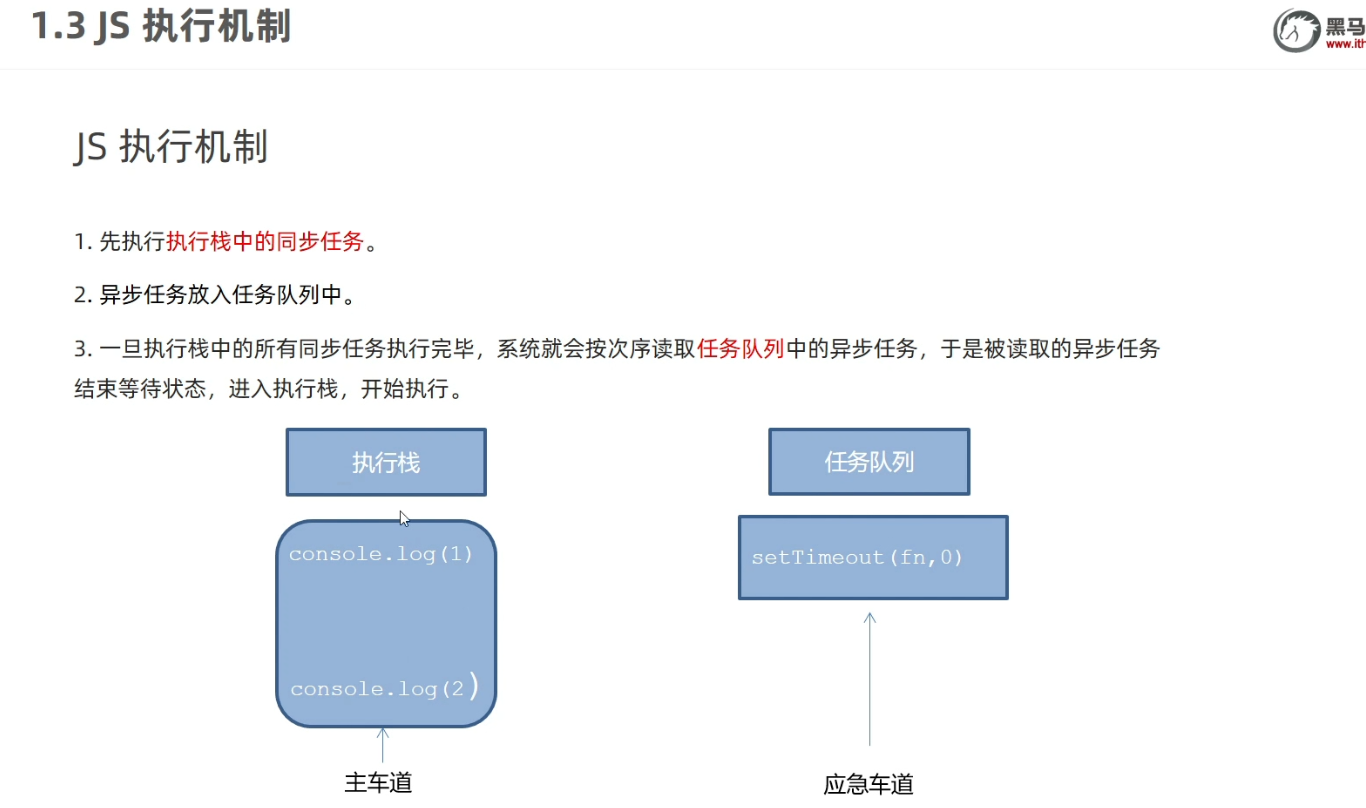 1.3 JS 执行机制
黑马
www.ith
JS 执行机制
1. 先执行执行栈中的同步任务。
2. 异步任务放入任务队列中。
3. 一旦执行栈中的所有同步任务执行完毕，系统就会按次序读取任务队列中的异步任务，于是被读取的异步任务
结束等待状态，进入执行栈，开始执行。
执行栈
任务队列
console.log(1)
setTimeout(fn,0)
console.log(2)
主车道
应急车道